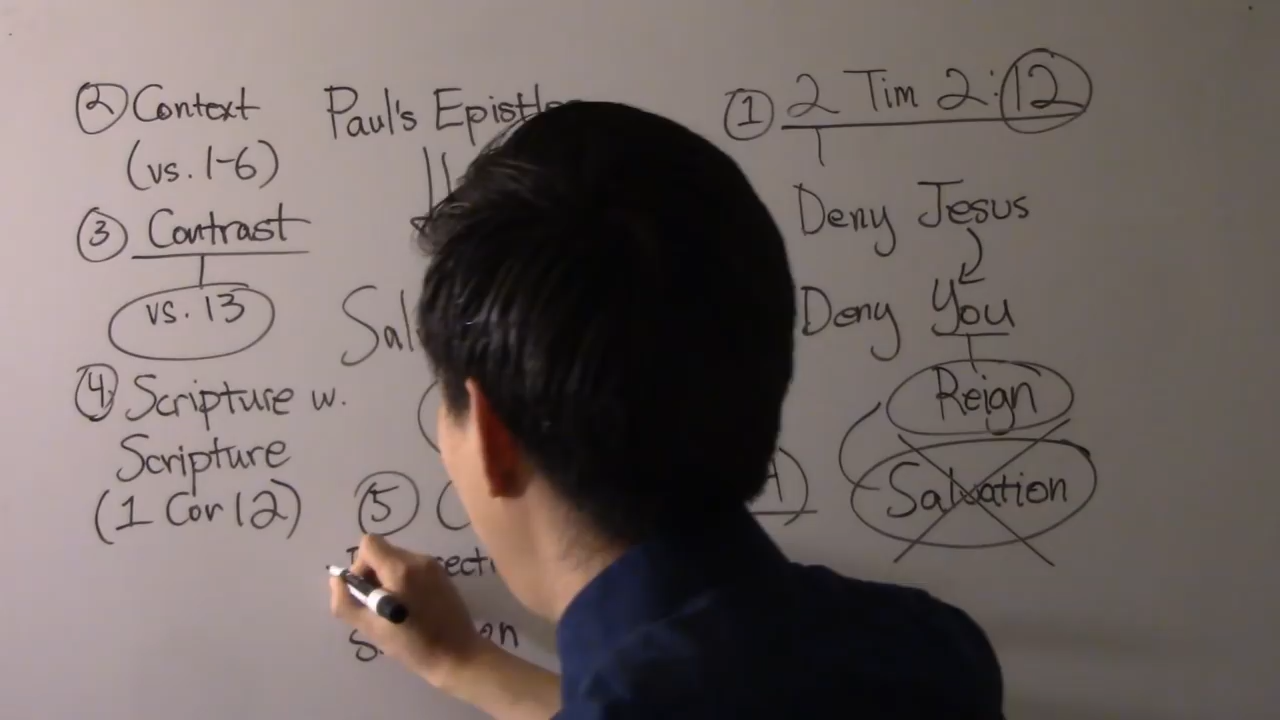 ② Context
(vs. 1-6)
③ Contrast
vs. 13
④ Scripture w.
Scripture
(1 Cor 12)
Paul's
⑤
① 2 Tim 2:12
Deny Jesus
Deny You
Reign
Salvation